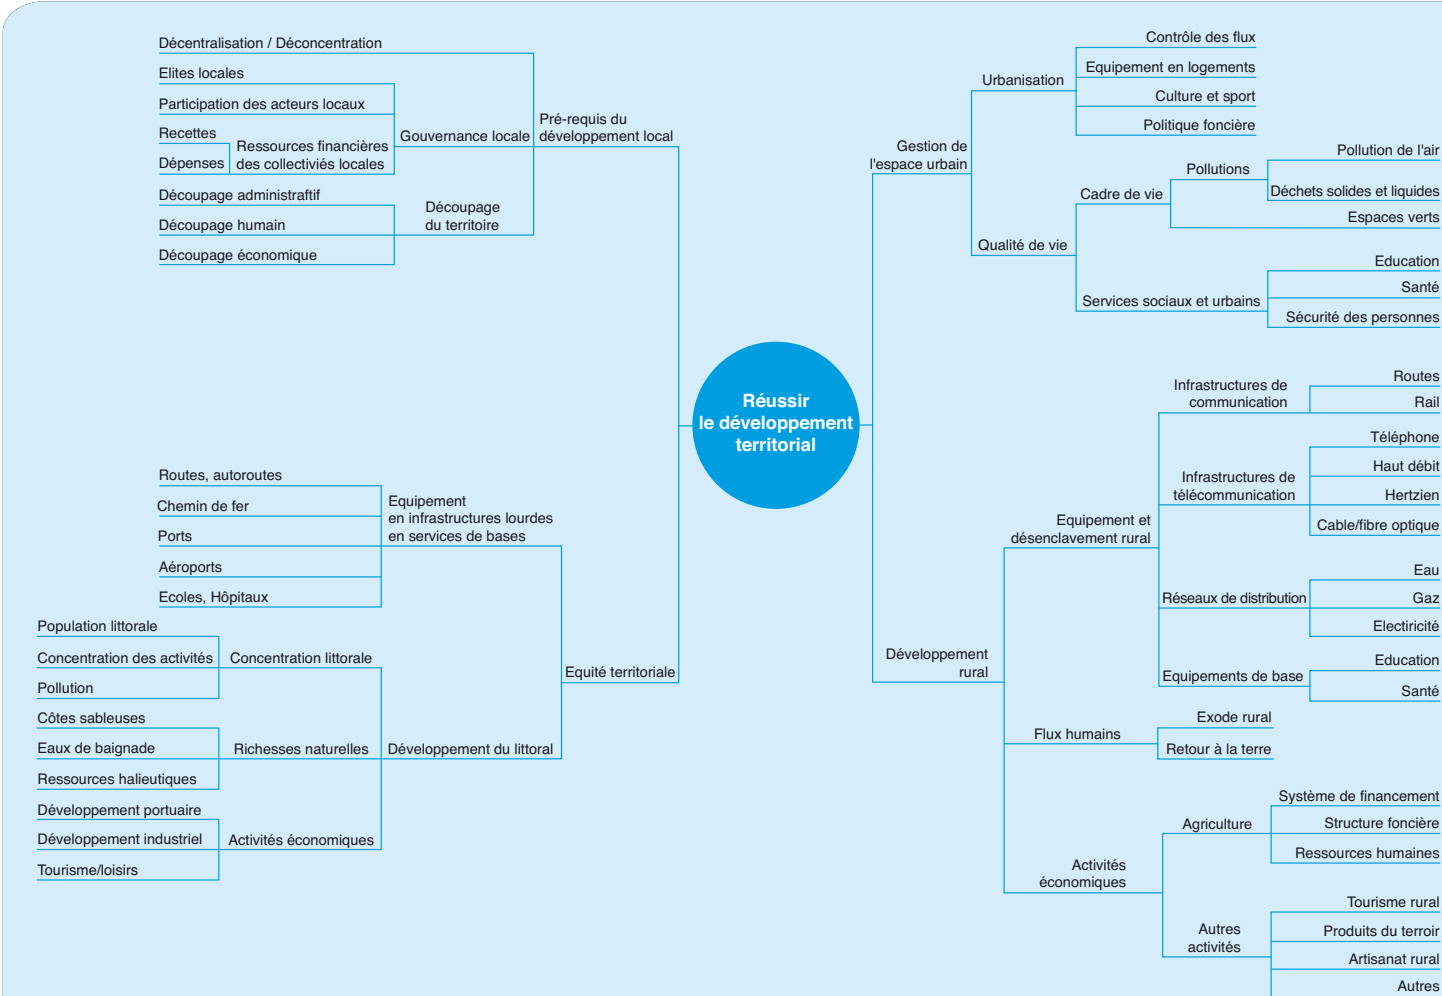 Décentralisation / Déconcentration
Elites locales
Participation des acteurs locaux
Recettes
Dépenses
Ressources financières
des collectiviés locales
Gouvernance locale
Pré-requis du
développement local
Découpage administraftif
Découpage humain
Découpage économique
Découpage
du territoire
Réussir
le développement
territorial
Routes, autoroutes
Chemin de fer
Ports
Aéroports
Ecoles, Hôpitaux
Equipement
en infrastructures lourdes
en services de bases
Population littorale
Concentration des activités
Pollution
Concentration littorale
Côtes sableuses
Eaux de baignade
Ressources halieutiques
Richesses naturelles
Développement du littoral
Equité territoriale
Développement portuaire
Développement industriel
Tourisme/loisirs
Activités économiques
Gestion de
l'espace urbain
Urbanisation
Contrôle des flux
Equipement en logements
Culture et sport
Politique foncière
Qualité de vie
Cadre de vie
Pollutions
Pollution de l'air
Déchets solides et liquides
Espaces verts
Services sociaux et urbains
Education
Santé
Sécurité des personnes
Développement
rural
Equipement et
désenclavement rural
Infrastructures de
communication
Routes
Rail
Infrastructures de
télécommunication
Téléphone
Haut débit
Hertzien
Cable/fibre optique
Réseaux de distribution
Eau
Gaz
Electiricité
Equipements de base
Education
Santé
Flux humains
Exode rural
Retour à la terre
Activités
économiques
Agriculture
Système de financement
Structure foncière
Ressources humaines
Autres
activités
Tourisme rural
Produits du terroir
Artisanat rural
Autres